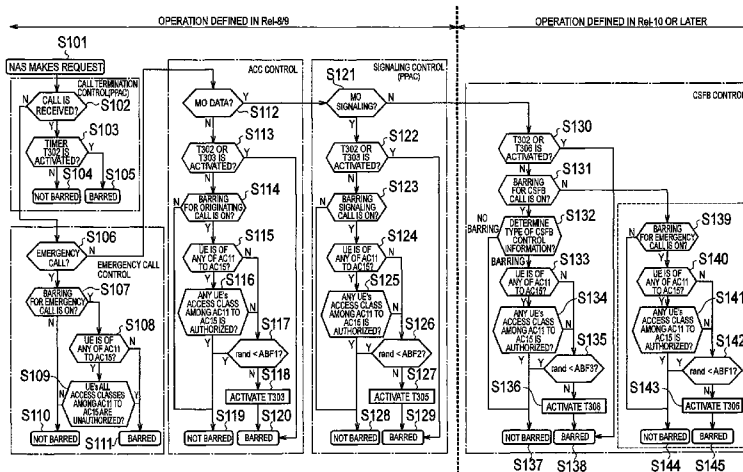 OPERATION DEFINED IN Rel-8/9
OPERATION DEFINED IN Rel-10 OR LATER
S101
NAS MAKES REQUEST
CALL TERMINATION
CONTROL(PPAC)
CALL IS
RECEIVED?
S102
N
Y
S103
TIMER
T302 IS
ACTIVATED?
Y
N
S104
S105
NOT BARRED
BARRED
S106
EMERGENCY
CALL?
N
Y
EMERGENCY CALL
CONTROL
S107
BARRING
FOR EMERGENCY
CALL IS ON?
Y
N
S108
UE IS OF
ANY OF AC11
TO AC15?
N
Y
S109
UE's ALL
ACCESS CLASSES
AMONG AC11 TO
AC15 ARE
UNAUTHORIZED?
N
Y
S110
NOT BARRED
S111
BARRED
ACC CONTROL
MO DATA?
Y
S112
N
S113
T302 OR
T303 IS
ACTIVATED?
Y
N
S114
BARRING
FOR ORIGINATING
CALL IS ON?
N
Y
S115
UE IS OF
ANY OF AC11
TO AC15?
N
Y
S116
ANY UE's
ACCESS CLASS
AMONG AC11 TO
AC15 IS
AUTHORIZED?
N
Y
S117
rand < ABF1?
Y
N
S118
ACTIVATE T303
S119
S120
NOT BARRED
BARRED
SIGNALING CONTROL
(PPAC)
S121
MO
SIGNALING?
N
Y
S122
T302 OR
T303 IS
ACTIVATED?
Y
N
S123
BARRING
SIGNALING
CALL IS ON?
N
Y
S124
UE IS OF
ANY OF AC11
TO AC15?
N
Y
S125
ANY UE's
ACCESS CLASS
AMONG AC11 TO
AC15 IS
AUTHORIZED?
N
Y
S126
rand < ABF2?
Y
N
S127
ACTIVATE T305
S128
S129
NOT BARRED
BARRED
CSFB CONTROL
S130
T302 OR
T306 IS
ACTIVATED?
Y
N
S131
BARRING
FOR CSFB
CALL IS ON?
N
Y
S132
NO
BARRING
DETERMINE
TYPE OF CSFB
CONTROL
INFORMATION?
BARRING
S133
UE IS OF
ANY OF AC11
TO AC15?
N
Y
S134
ANY UE's
ACCESS CLASS
AMONG AC11 TO
AC15 IS
AUTHORIZED?
N
Y
S135
rand < ABF3?
Y
N
S136
ACTIVATE T306
NOT BARRED
BARRED
S137
S138
S139
BARRING
FOR EMERGENCY
CALL IS ON?
N
Y
S140
UE IS OF
ANY OF AC11
TO AC15?
N
Y
S141
ANY UE's
ACCESS CLASS
AMONG AC11 TO
AC15 IS
AUTHORIZED?
N
Y
S142
rand < ABF1?
Y
N
S143
ACTIVATE T306
NOT BARRED
BARRED
S144
S145